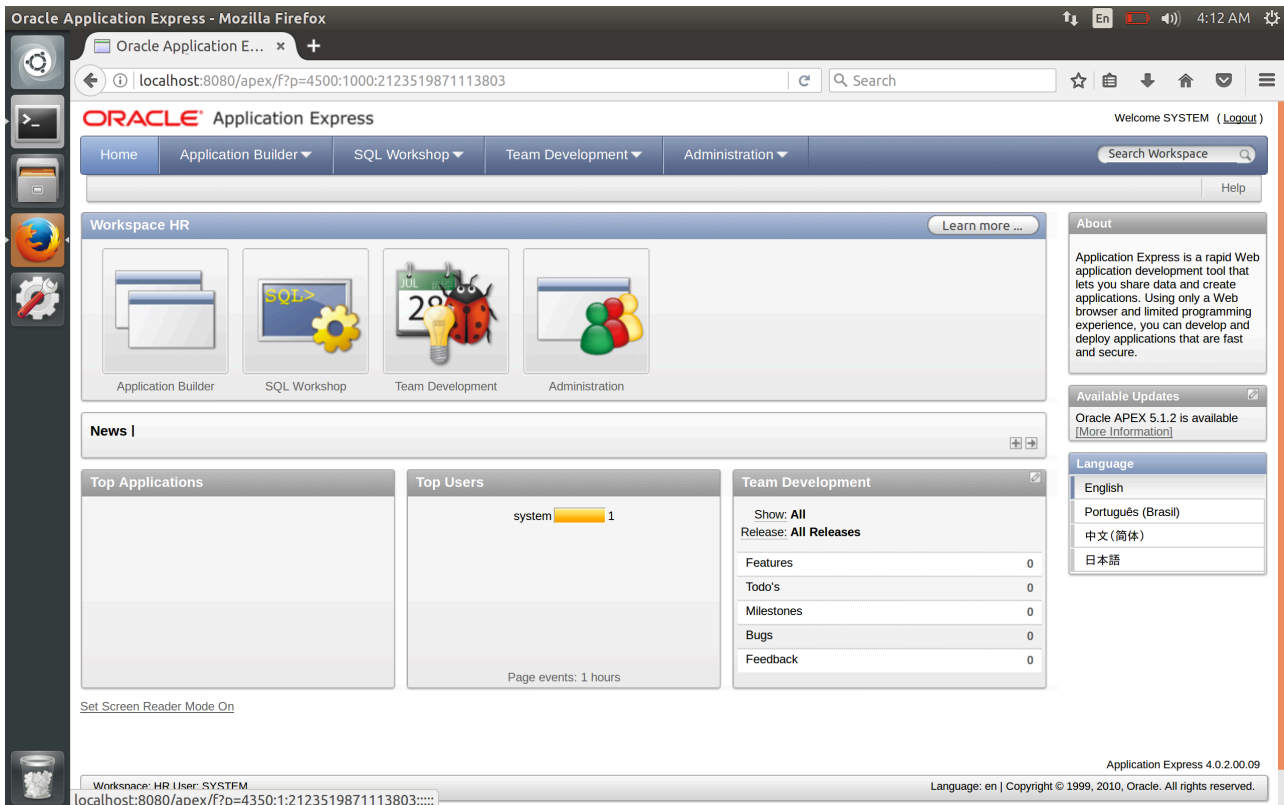 Oracle Application Express - Mozilla Firefox
En
4:12 AM
Oracle Application E...
localhost:8080/apex/f?p=4500:1000:2123519871113803
Search
ORACLE Application Express
Welcome SYSTEM ( Logout )
Home
Application Builder
SQL Workshop
Team Development
Administration
Search Workspace
Help
Workspace HR
Learn more ...
SQL>
JUL
28
Application Builder
SQL Workshop
Team Development
Administration
About
Application Express is a rapid Web
application development tool that
lets you share data and create
applications. Using only a Web
browser and limited programming
experience, you can develop and
deploy applications that are fast
and secure.
Available Updates
Oracle APEX 5.1.2 is available
[More Information]
News |
Language
English
Português (Brasil)
中文(简体)
日本語
Top Applications
Top Users
system 1
Page events: 1 hours
Team Development
Show: All
Release: All Releases
Features 0
Todo's 0
Milestones 0
Bugs 0
Feedback 0
Set Screen Reader Mode On
Application Express 4.0.2.00.09
Workspace: HR User: SYSTEM
Language: en | Copyright © 1999, 2010, Oracle. All rights reserved.
localhost:8080/apex/f?p=4350:1:2123519871113803:::::